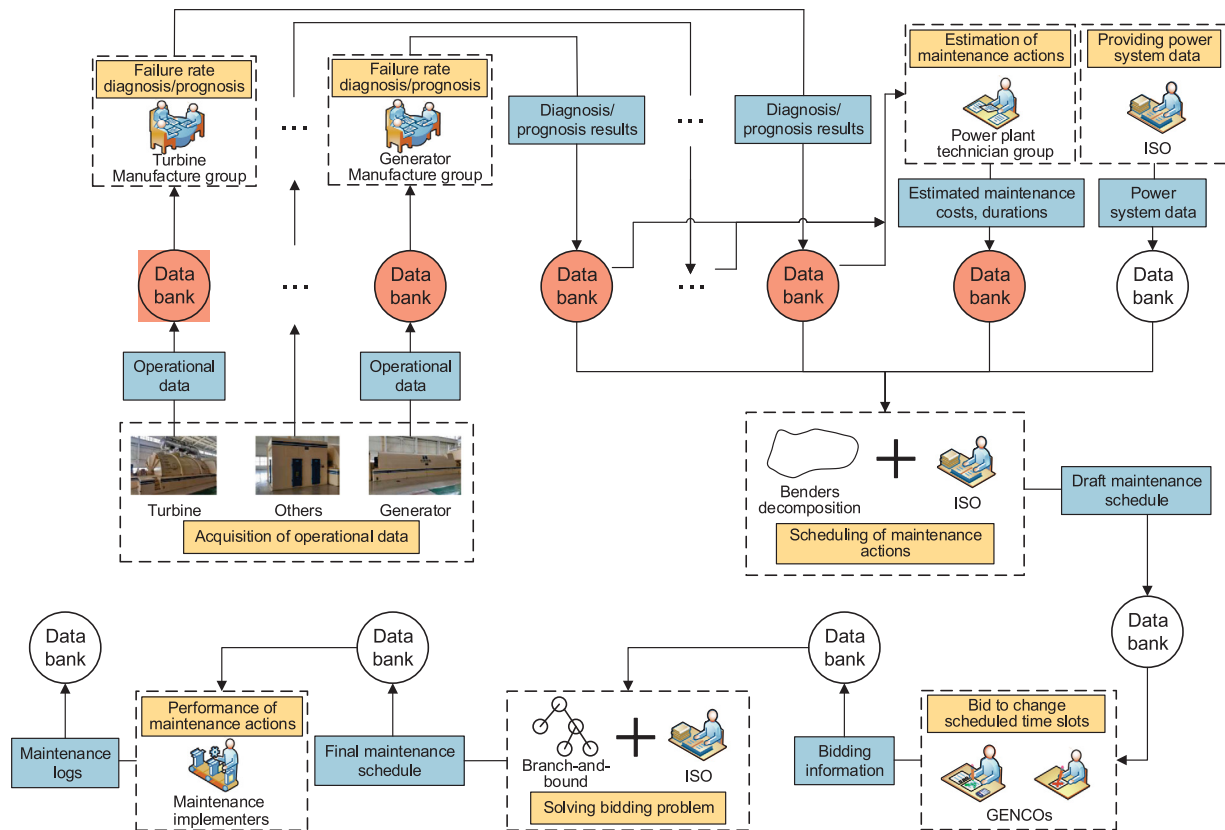 Failure rate
diagnosis/prognosis
Turbine
Manufacture group
...
Failure rate
diagnosis/prognosis
Generator
Manufacture group
Diagnosis/
prognosis results
...
Diagnosis/
prognosis results
Estimation of
maintenance actions
Power plant
technician group
Providing power
system data
ISO
Estimated maintenance
costs, durations
Power
system data
Data
bank
...
Data
bank
Data
bank
...
Data
bank
Data
bank
Data
bank
Operational
data
Operational
data
Turbine
Others
Generator
Acquisition of operational data
Benders
decomposition
ISO
Scheduling of maintenance
actions
Draft maintenance
schedule
Data
bank
Data
bank
Data
bank
Data
bank
Maintenance
logs
Performance of
maintenance actions
Maintenance
implementers
Final maintenance
schedule
Branch-and-
bound
ISO
Solving bidding problem
Bidding
information
Bid to change
scheduled time slots
GENCOs